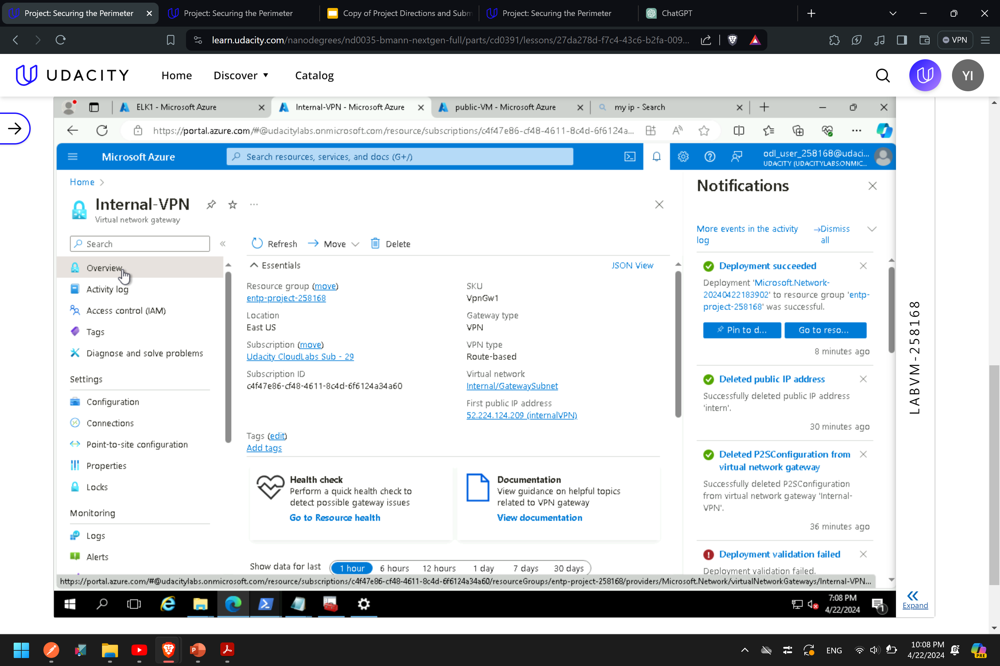 Project: Securing the Perimeter
Project: Securing the Perimeter
Copy of Project Directions and Subm
Project: Securing the Perimeter
ChatGPT
learn.udacity.com/nanodegrees/nd0035-bmann-nextgen-full/parts/cd0391/lessons/27da278d-f7c4-43c6-b2fa-009...
VPN
UDACITY
Home
Discover
Catalog
YI
ELK1 - Microsoft Azure
Internal-VPN - Microsoft Azure
public-VM - Microsoft Azure
my ip - Search
https://portal.azure.com/#@udacitylabs.onmicrosoft.com/resource/subscriptions/c4f47e86-cf48-4611-8c4d-6f6124a...
Microsoft Azure
Search resources, services, and docs (G+/)
odl_user_258168@udaci...
UDACITY (UDACITYLABS.ONMIC...
Home
Internal-VPN
Virtual network gateway
Search
Overview
Activity log
Access control (IAM)
Tags
Diagnose and solve problems
Settings
Configuration
Connections
Point-to-site configuration
Properties
Locks
Monitoring
Logs
Alerts
Refresh
Move
Delete
Essentials
JSON View
Resource group (move)
entp-project-258168
Location
East US
Subscription (move)
Udacity CloudLabs Sub - 29
Subscription ID
c4f47e86-cf48-4611-8c4d-6f6124a34a60
SKU
VpnGw1
Gateway type
VPN
VPN type
Route-based
Virtual network
Internal/GatewaySubnet
First public IP address
52.224.124.209 (internalVPN)
Tags (edit)
Add tags
Health check
Perform a quick health check to
detect possible gateway issues
Go to Resource health
Documentation
View guidance on helpful topics
related to VPN gateway
View documentation
Show data for last
1 hour
6 hours
12 hours
1 day
7 days
30 days
Notifications
More events in the activity
log
Dismiss
all
Deployment succeeded
Deployment 'Microsoft.Network-
20240422183902' to resource group 'entp-
project-258168' was successful.
Pin to d...
Go to reso...
8 minutes ago
Deleted public IP address
Successfully deleted public IP address
'intern'.
30 minutes ago
Deleted P2SConfiguration from
virtual network gateway
Successfully deleted P2SConfiguration
from virtual network gateway 'Internal-
VPN'.
36 minutes ago
Deployment validation failed
Deployment validation failed.
https://portal.azure.com/#@udacitylabs.onmicrosoft.com/resource/subscriptions/c4f47e86-cf48-4611-8c4d-6f6124a34a60/resourceGroups/entp-project-258168/providers/Microsoft.Network/virtualNetworkGateways/Internal-VPN...
LABVM-258168
7:08 PM
4/22/2024
1
Expand
ENG
10:08 PM
4/22/2024
PRE